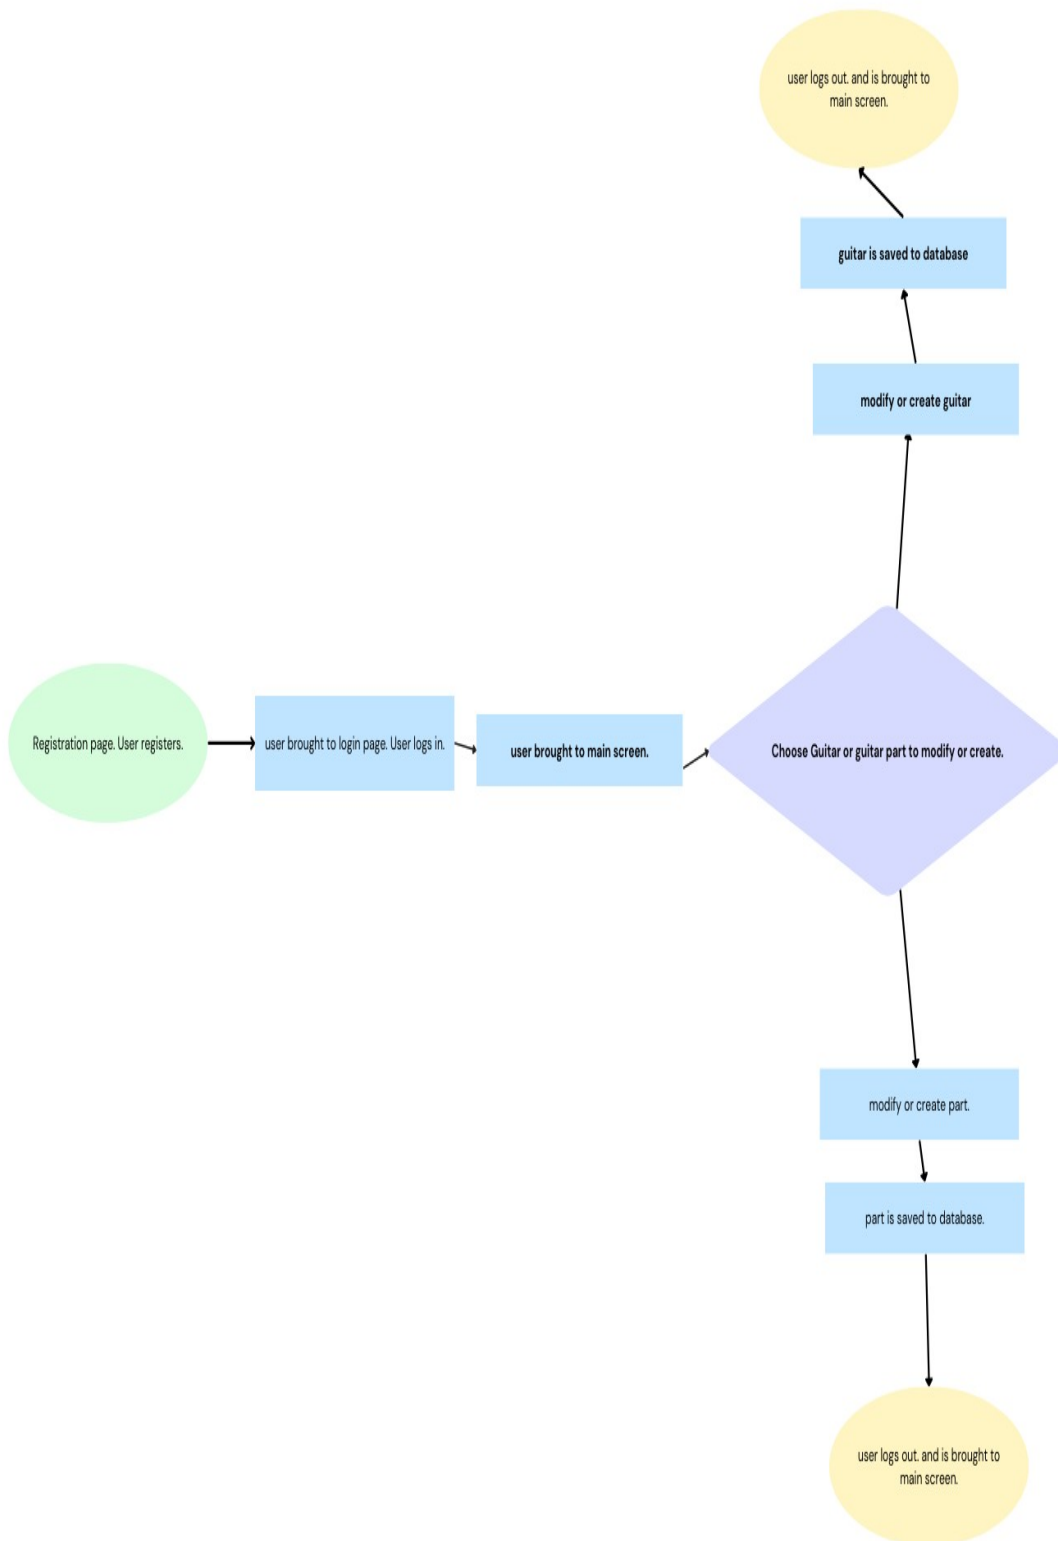 user logs out. and is brought to
main screen.
guitar is saved to database
modify or create guitar
Registration page. User registers.
user brought to login page. User logs in.
user brought to main screen.
Choose Guitar or guitar part to modify or create.
modify or create part.
part is saved to database.
user logs out. and is brought to
main screen.